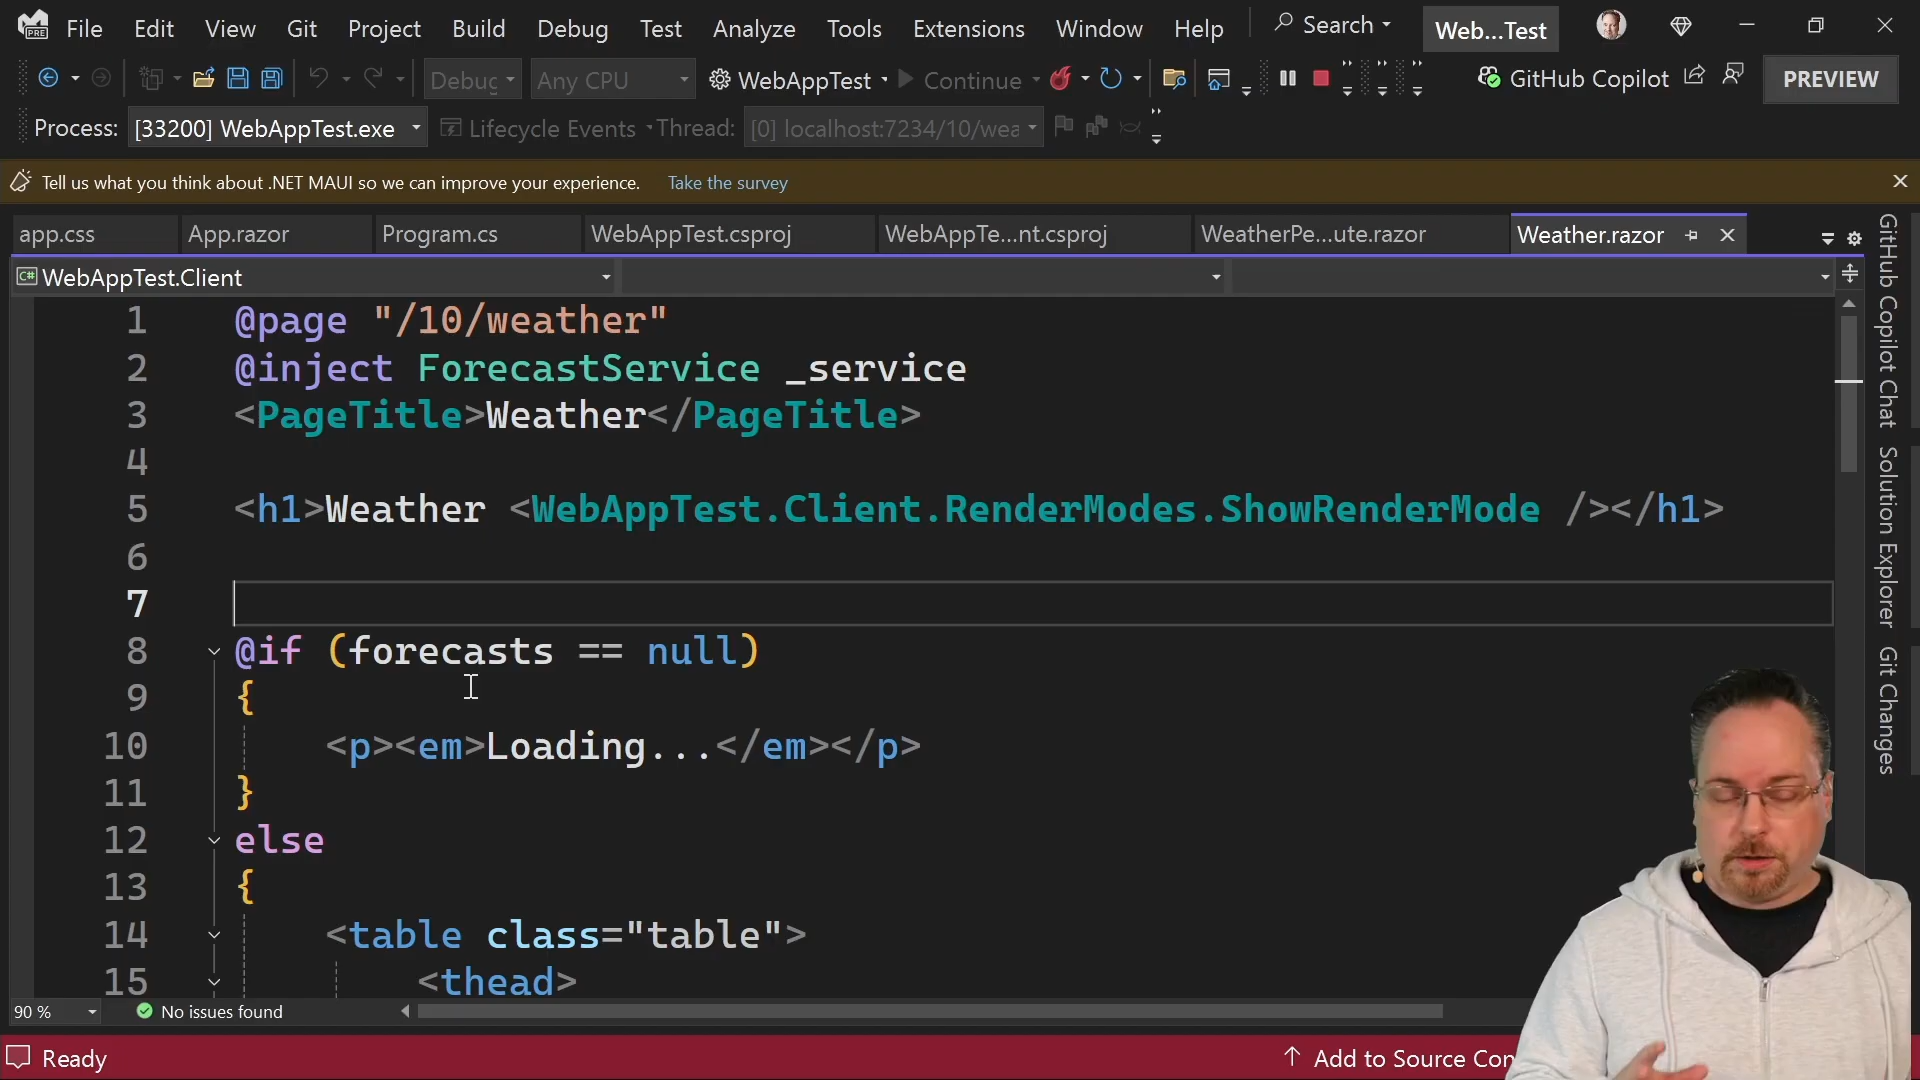 File Edit View Git Project Build Debug Test Analyze Tools Extensions Window Help Search Web...Test
PRE
Debug Any CPU WebAppTest Continue GitHub Copilot PREVIEW
Process: [33200] WebAppTest.exe Lifecycle Events Thread: [0] localhost:7234/10/wea
Tell us what you think about .NET MAUI so we can improve your experience. Take the survey
app.css App.razor Program.cs WebAppTest.csproj WebAppTe...nt.csproj WeatherPe...ute.razor Weather.razor
C# WebAppTest.Client
1 @page "/10/weather"
2 @inject ForecastService _service
3 <PageTitle>Weather</PageTitle>
4
5 <h1>Weather <WebAppTest.Client.RenderModes.ShowRenderMode /></h1>
6
7
8 @if (forecasts == null)
9 {
10 <p><em>Loading...</em></p>
11 }
12 else
13 {
14 <table class="table">
15 <thead>
90 % No issues found
Ready Add to Source Con
GitHub Copilot Chat
Solution Explorer
Git Changes